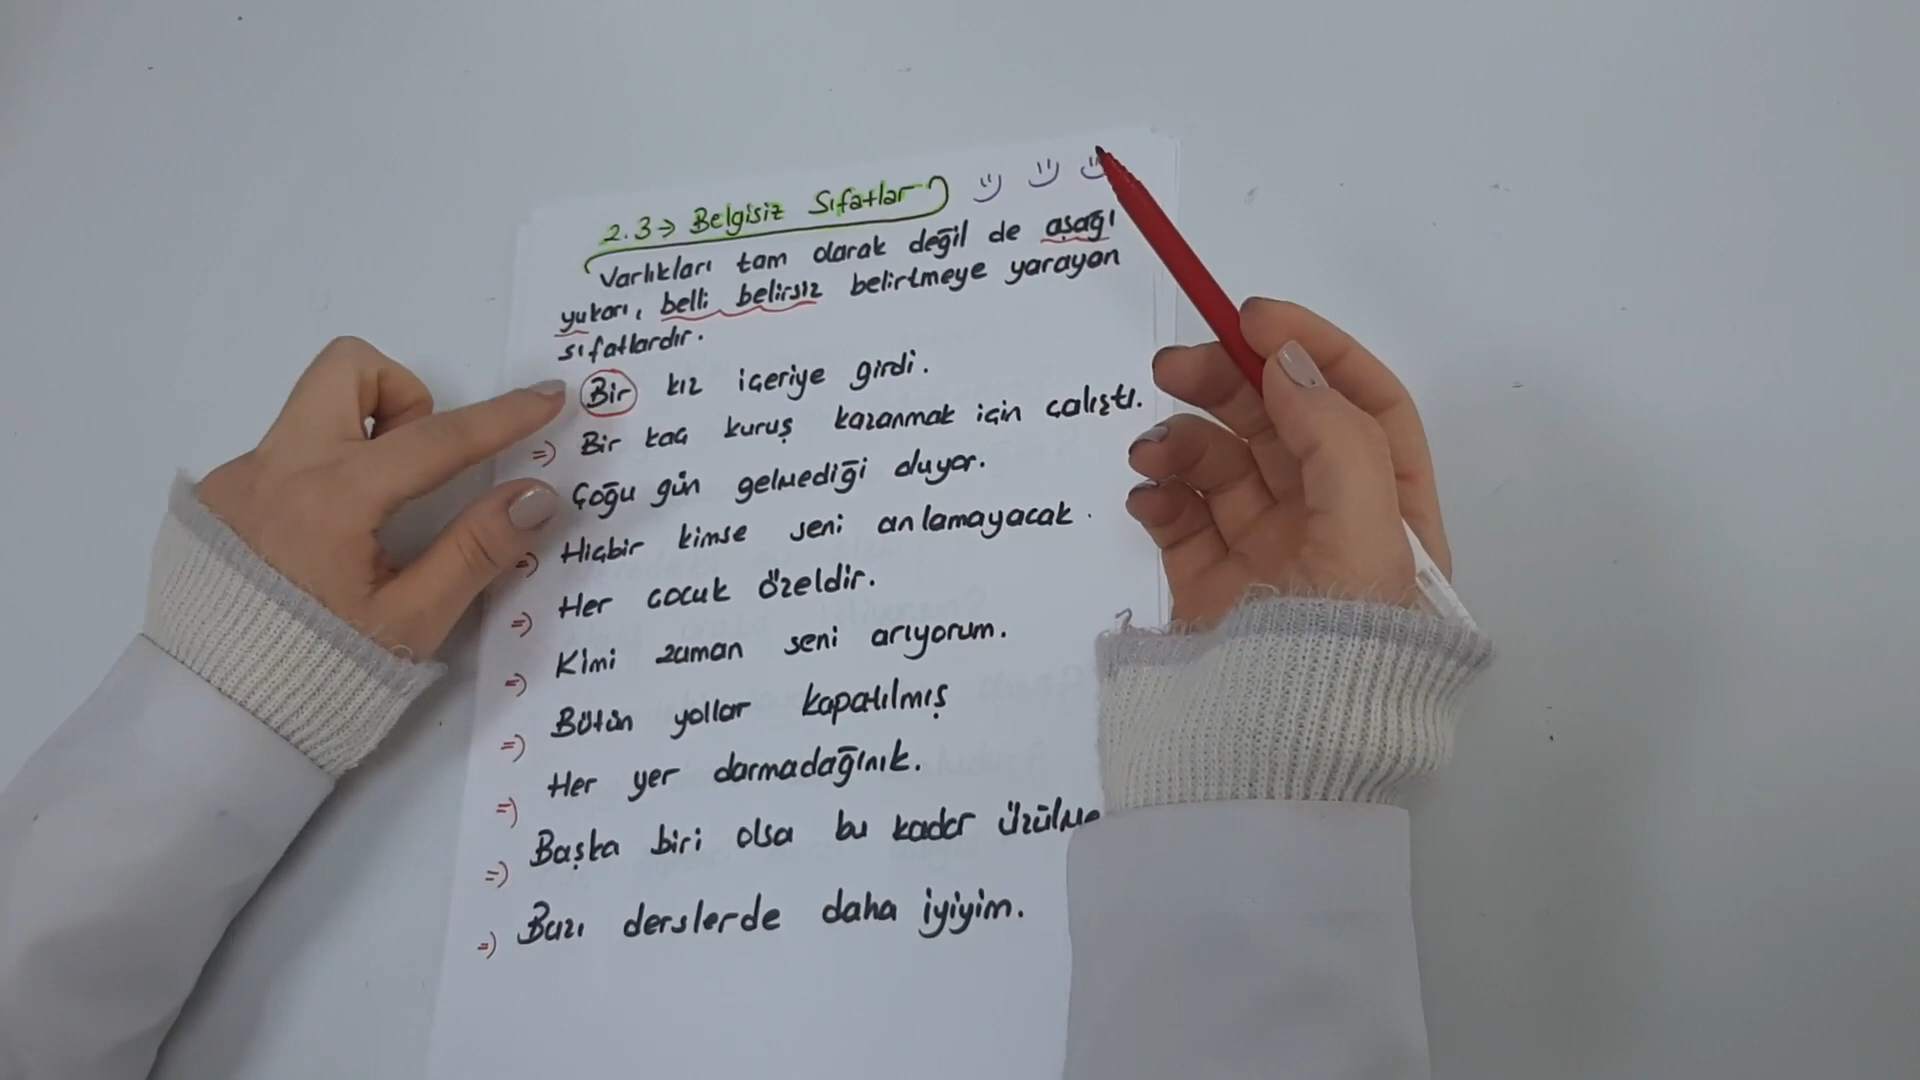 2.3→ Belgisiz Sıfatlar
Varlıkları tam olarak değil de aşağı
yukarı, belli belirsiz belirtmeye yarayan
sıfatlardır.
Bir kız içeriye girdi.
=) Bir kaç kuruş kazanmak için çalıştı.
Çoğu gün gelmediği oluyor.
=) Hiçbir kimse seni anlamayacak.
=) Her çocuk özeldir.
=) Kimi zaman seni arıyorum.
=) Bütün yollar kapatılmış
=) Her yer darmadağınık.
=) Başka biri olsa bu kadar üzülme
=) Bazı derslerde daha iyiyim.